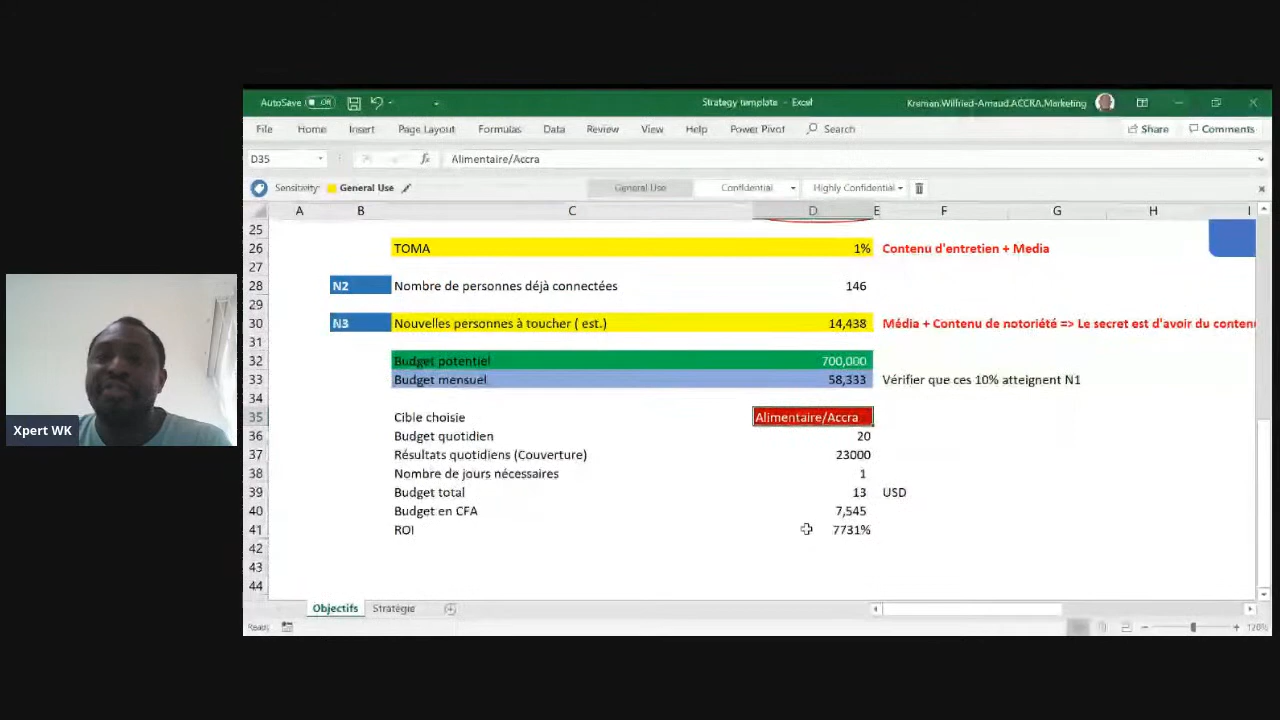 AutoSave Off
Strategy template - Excel
Kreman.Wilfried-Arnaud.ACCRA.Marketing
File Home Insert Page Layout Formulas Data Review View Help Power Pivot Search
Share Comments
D35 fx Alimentaire/Accra
Sensitivity: General Use General Use Confidential Highly Confidential
A B C D E F G H I
25
26 TOMA 1% Contenu d'entretien + Media
27
28 N2 Nombre de personnes déjà connectées 146
29
30 N3 Nouvelles personnes à toucher ( est.) 14,438 Média + Contenu de notoriété => Le secret est d'avoir du conten
31
32 Budget potentiel 700,000
33 Budget mensuel 58,333 Vérifier que ces 10% atteignent N1
34
35 Cible choisie Alimentaire/Accra
36 Budget quotidien 20
37 Résultats quotidiens (Couverture) 23000
38 Nombre de jours nécessaires 1
39 Budget total 13 USD
40 Budget en CFA 7,545
41 ROI 7731%
42
43
44
Xpert WK
Objectifs Stratégie
Ready 120%